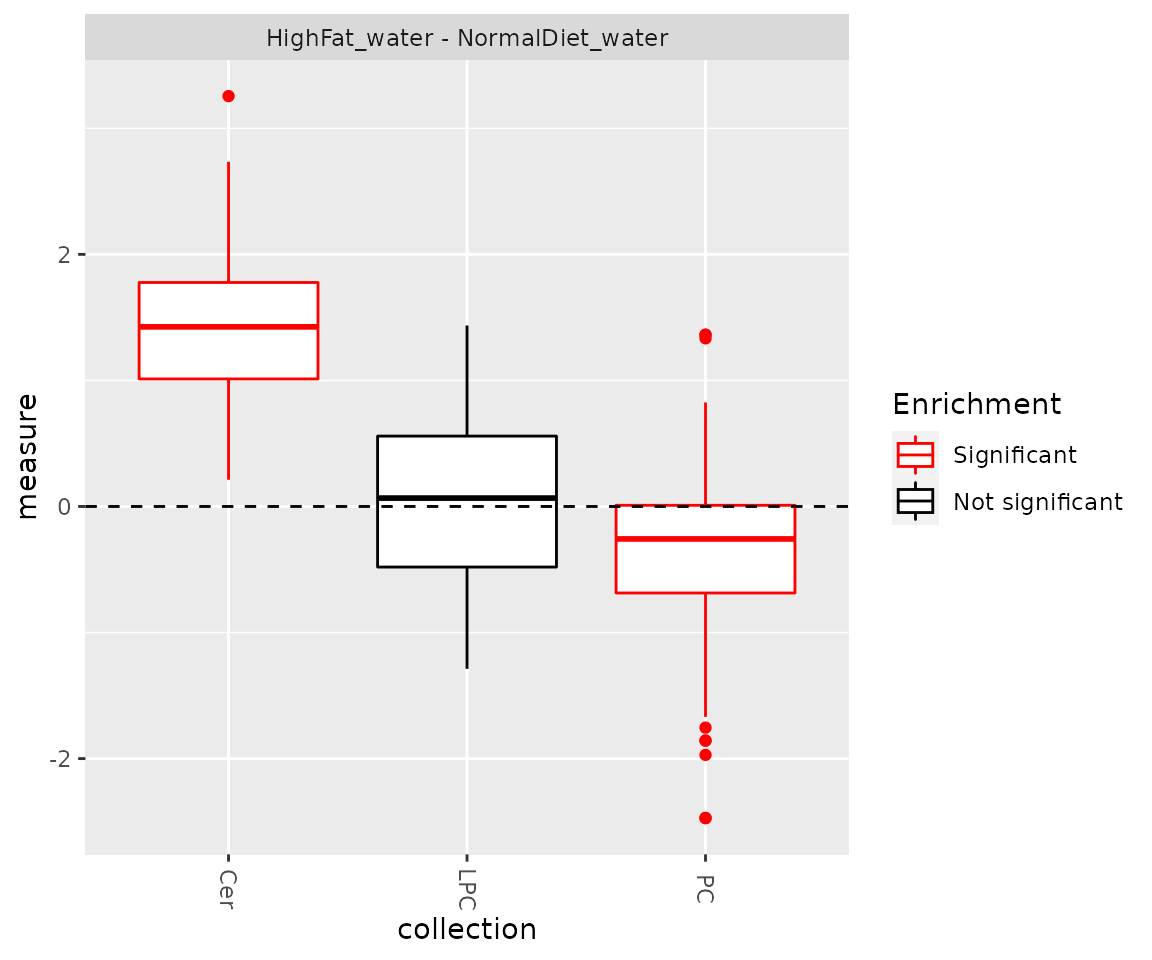 HighFat_water - NormalDiet_water
measure
2
0
-2
Cer
LPC
PC
collection
Enrichment
Significant
Not significant